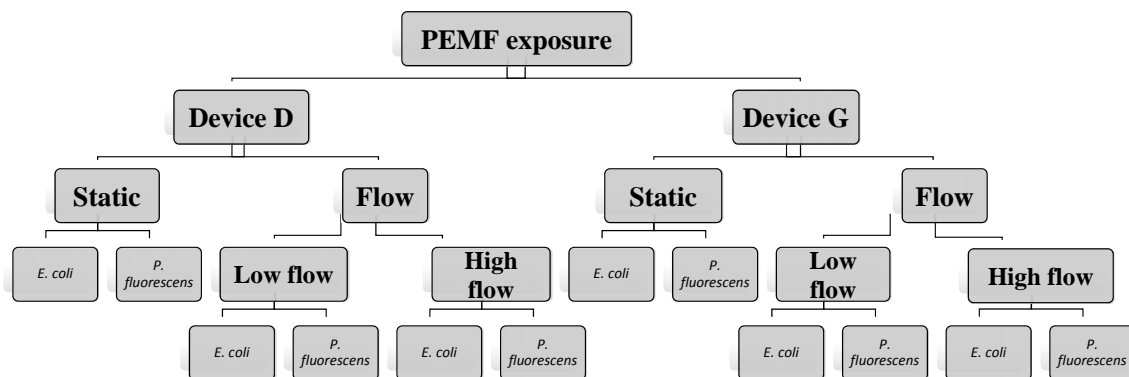 PEMF exposure
Device D
Device G
Static
Flow
Static
Flow
E. coli
P.
fluorescens
Low flow
High
flow
E. coli
P.
fluorescens
Low
flow
High flow
E. coli
P.
fluorescens
E. coli
P.
fluorescens
E. coli
P.
fluorescens
E. coli
P.
fluorescens